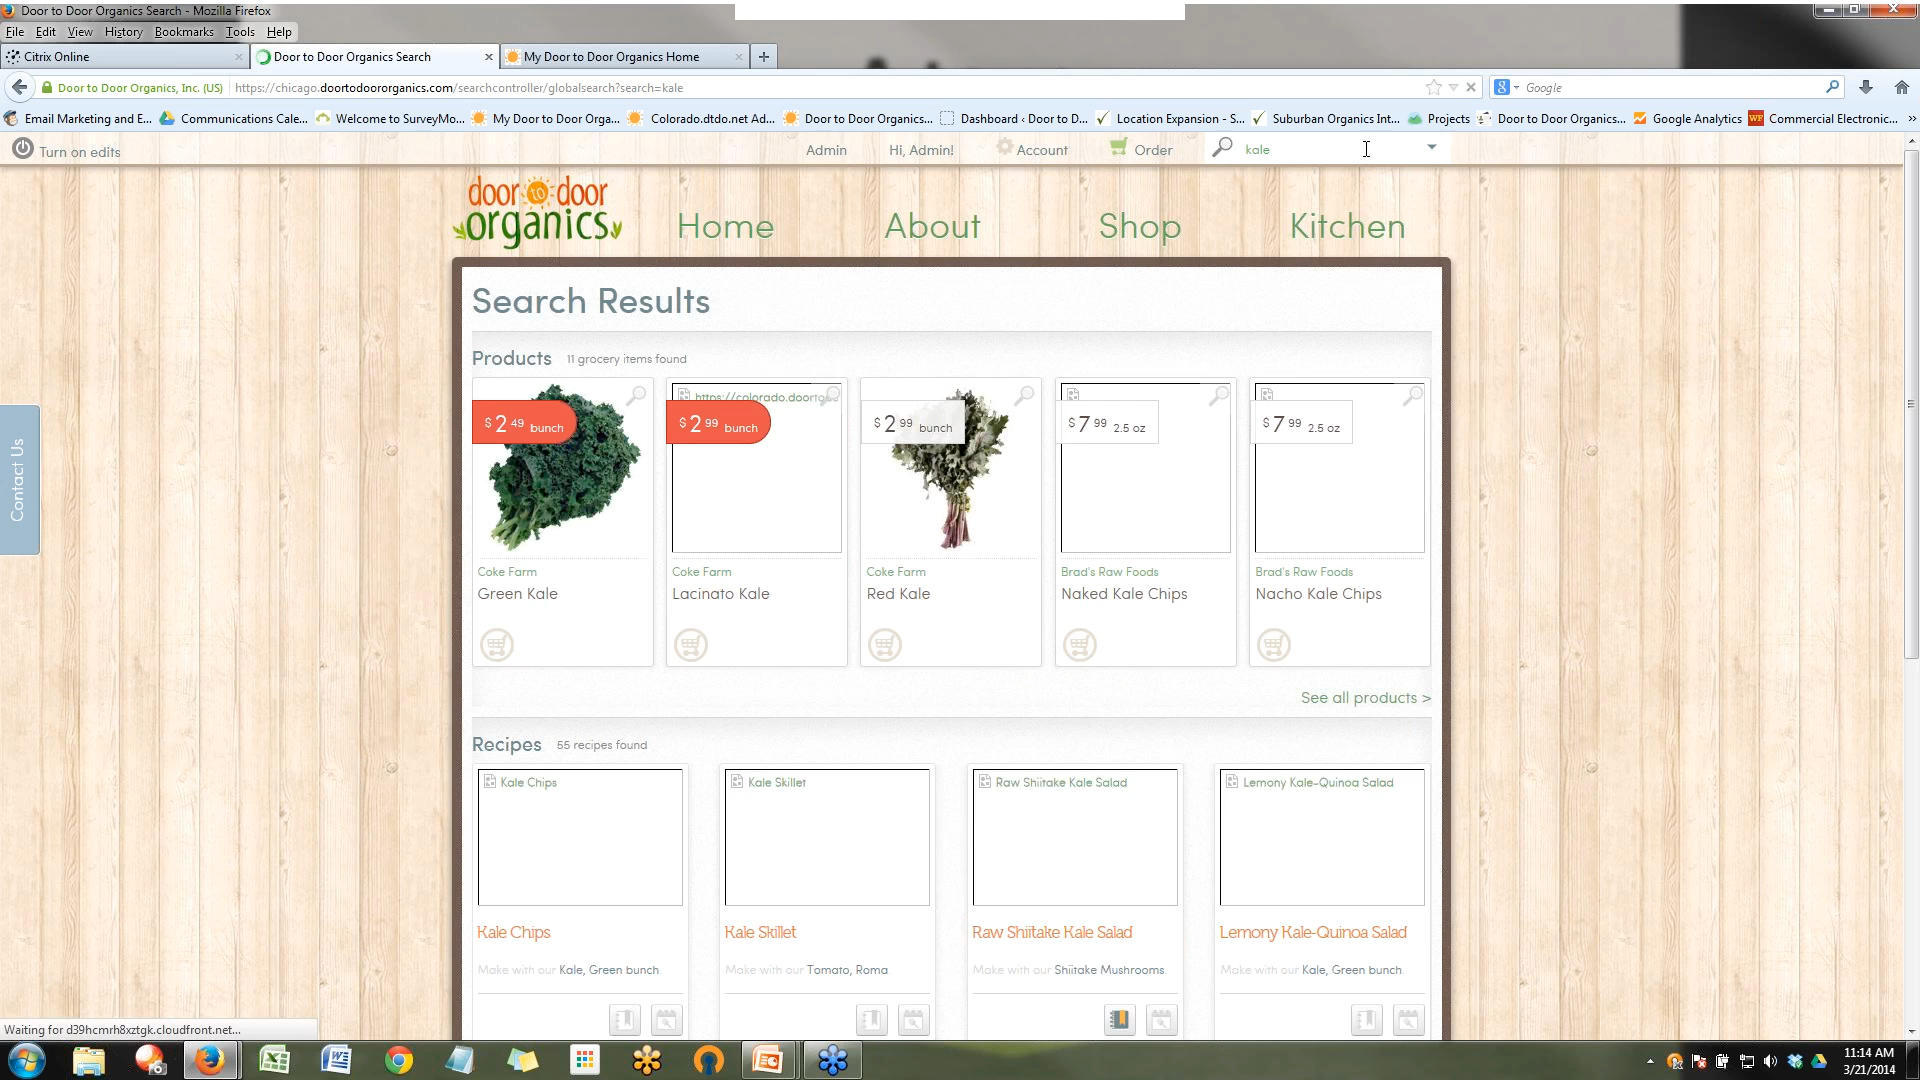 Door to Door Organics Search - Mozilla Firefox
File Edit View History Bookmarks Tools Help
Citrix Online
Door to Door Organics Search
My Door to Door Organics Home
Door to Door Organics, Inc. (US)
https://chicago.doortodoororganics.com/searchcontroller/globalsearch?search=kale
Google
Email Marketing and E...
Communications Cale...
Welcome to SurveyMo...
My Door to Door Orga...
Colorado.dtdo.net Ad...
Door to Door Organics...
Dashboard ‹ Door to D...
Location Expansion - S...
Suburban Organics Int...
Projects
Door to Door Organics...
Google Analytics
WF Commercial Electronic...
Turn on edits
Admin
Hi, Admin!
Account
Order
kale
door to door
organics
Home
About
Shop
Kitchen
Contact Us
Search Results
Products 11 grocery items found
$ 2 49 bunch
https://colorado.doorto
$ 2 99 bunch
$ 2 99 bunch
$ 7 99 2.5 oz
$ 7 99 2.5 oz
Coke Farm
Green Kale
Coke Farm
Lacinato Kale
Coke Farm
Red Kale
Brad's Raw Foods
Naked Kale Chips
Brad's Raw Foods
Nacho Kale Chips
See all products >
Recipes 55 recipes found
Kale Chips
Kale Skillet
Raw Shiitake Kale Salad
Lemony Kale-Quinoa Salad
Kale Chips
Make with our Kale, Green bunch.
Kale Skillet
Make with our Tomato, Roma
Raw Shiitake Kale Salad
Make with our Shiitake Mushrooms.
Lemony Kale-Quinoa Salad
Make with our Kale, Green bunch.
Waiting for d39hcmrh8xztgk.cloudfront.net...
11:14 AM
3/21/2014